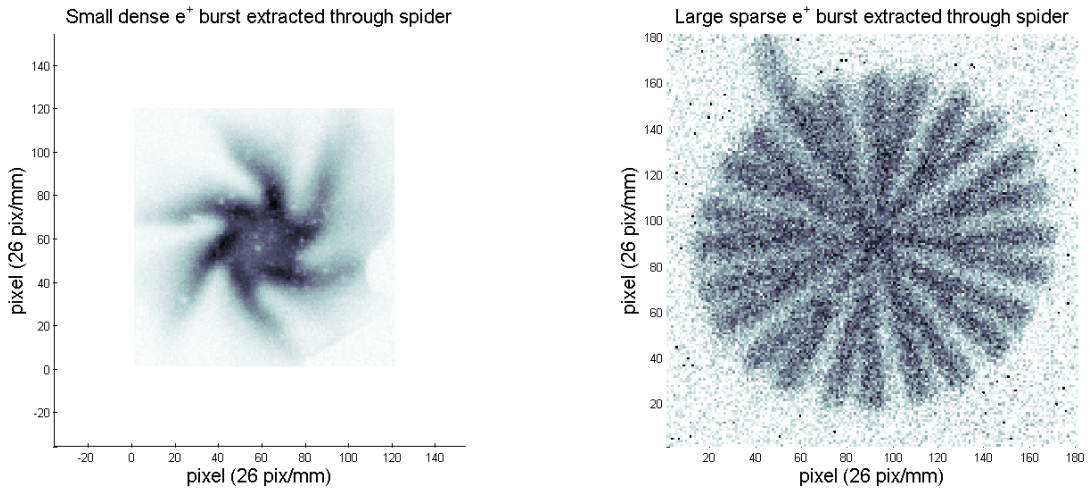 Small dense e⁺ burst extracted through spider
140
120
100
80
60
40
20
0
-20
pixel (26 pix/mm)
-20 0 20 40 60 80 100 120 140
pixel (26 pix/mm)
Large sparse e⁺ burst extracted through spider
180
160
140
120
100
80
60
40
20
pixel (26 pix/mm)
20 40 60 80 100 120 140 160 180
pixel (26 pix/mm)